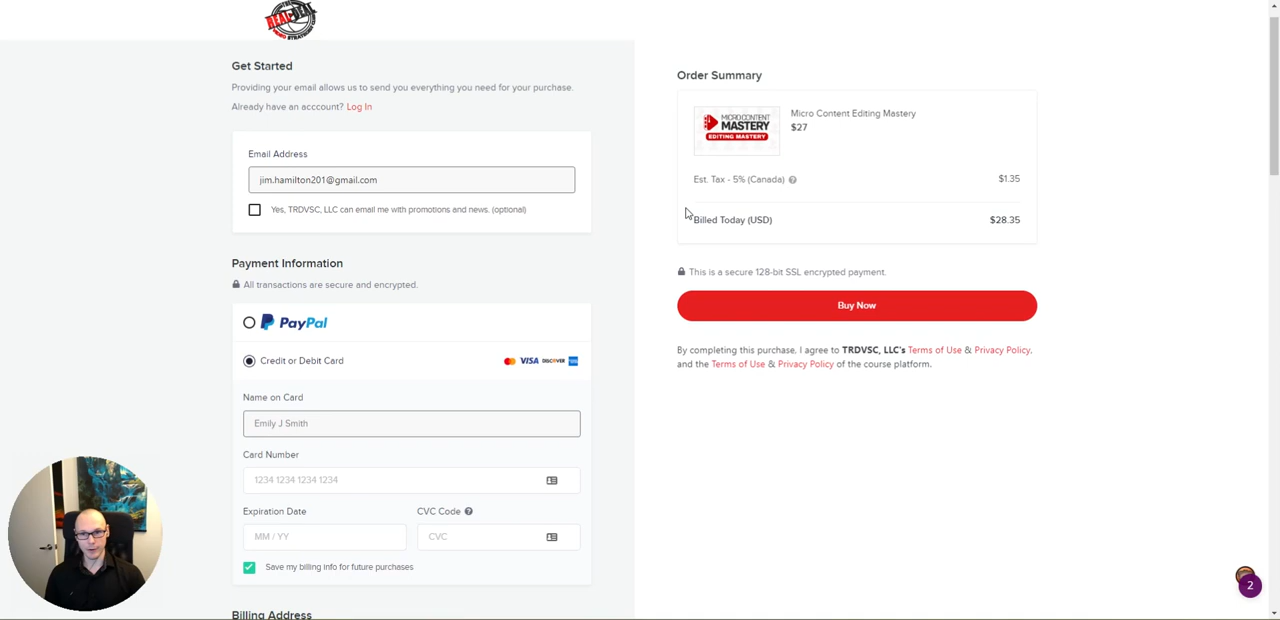 REAL DEAL
Get Started
Providing your email allows us to send you everything you need for your purchase.
Already have an acccount? Log In
Email Address
jim.hamilton201@gmail.com
Yes, TRDVSC, LLC can email me with promotions and news. (optional)
Payment Information
All transactions are secure and encrypted.
PayPal
Credit or Debit Card
VISA DISCOVER
Name on Card
Emily J Smith
Card Number
1234 1234 1234 1234
Expiration Date
CVC Code
MM / YY
CVC
Save my billing info for future purchases
Billing Address
Order Summary
MICRO CONTENT
MASTERY
EDITING MASTERY
Micro Content Editing Mastery
$27
Est. Tax - 5% (Canada)
$1.35
Billed Today (USD)
$28.35
This is a secure 128-bit SSL encrypted payment.
Buy Now
By completing this purchase, I agree to TRDVSC, LLC's Terms of Use & Privacy Policy,
and the Terms of Use & Privacy Policy of the course platform.
2